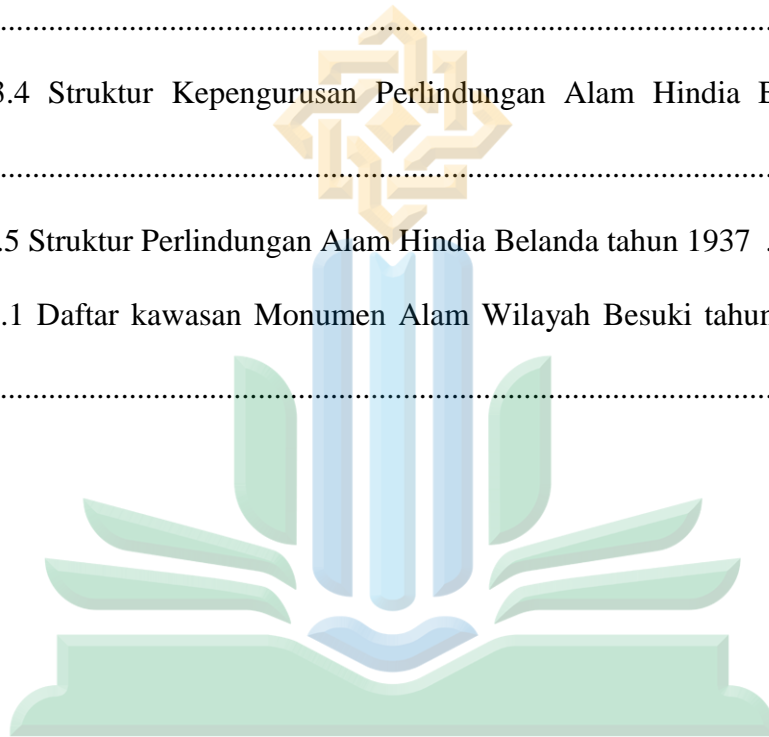 ............................................................................................
3.4 Struktur Kepengurusan Perlindungan Alam Hindia
............................................................................................
.5 Struktur Perlindungan Alam Hindia Belanda tahun 1937 .
.1 Daftar kawasan Monumen Alam Wilayah Besuki tahun
............................................................................................